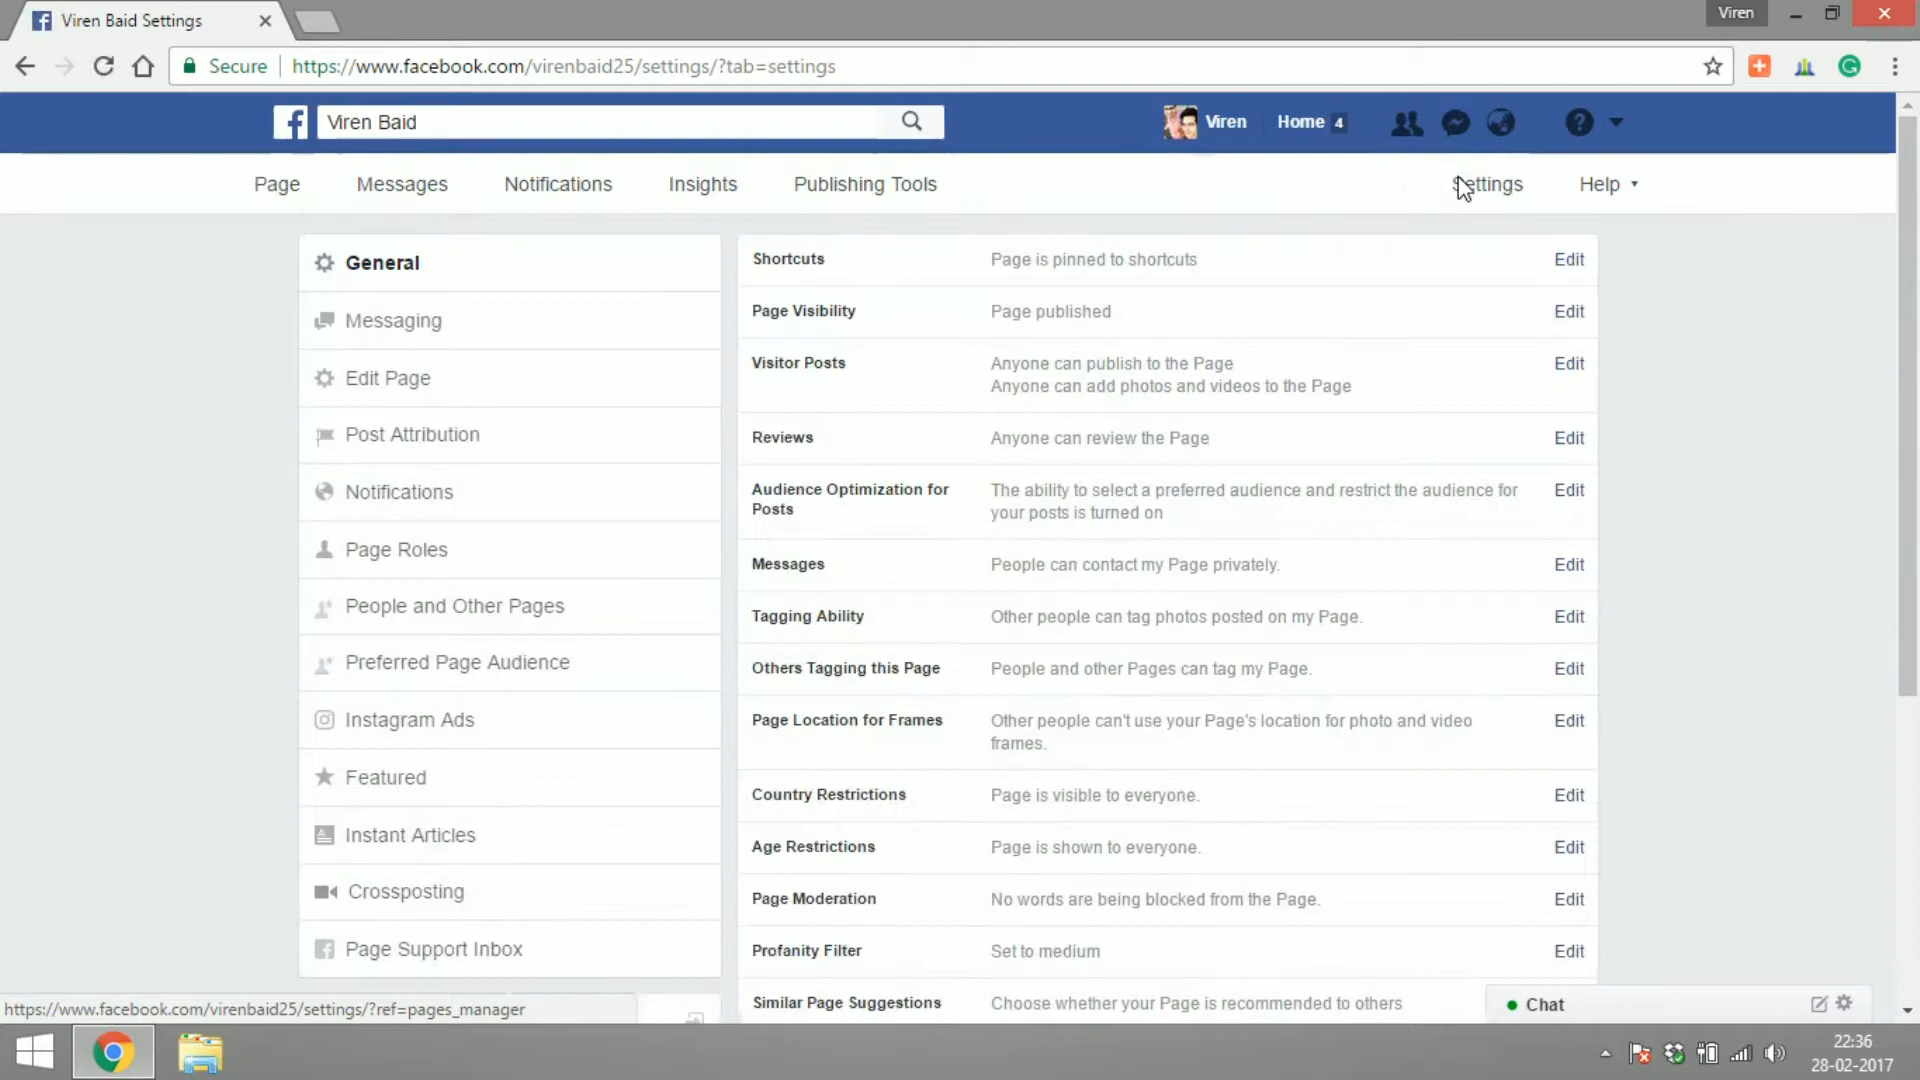 Viren Baid Settings
Viren
Secure https://www.facebook.com/virenbaid25/settings/?tab=settings
Viren Baid
Viren
Home 4
Page
Messages
Notifications
Insights
Publishing Tools
Settings
Help
General
Messaging
Edit Page
Post Attribution
Notifications
Page Roles
People and Other Pages
Preferred Page Audience
Instagram Ads
Featured
Instant Articles
Crossposting
Page Support Inbox
Shortcuts Page is pinned to shortcuts Edit
Page Visibility Page published Edit
Visitor Posts Anyone can publish to the Page Edit
Anyone can add photos and videos to the Page
Reviews Anyone can review the Page Edit
Audience Optimization for The ability to select a preferred audience and restrict the audience for Edit
Posts your posts is turned on
Messages People can contact my Page privately. Edit
Tagging Ability Other people can tag photos posted on my Page. Edit
Others Tagging this Page People and other Pages can tag my Page. Edit
Page Location for Frames Other people can't use your Page's location for photo and video Edit
frames.
Country Restrictions Page is visible to everyone. Edit
Age Restrictions Page is shown to everyone. Edit
Page Moderation No words are being blocked from the Page. Edit
Profanity Filter Set to medium Edit
Similar Page Suggestions Choose whether your Page is recommended to others
Chat
https://www.facebook.com/virenbaid25/settings/?ref=pages_manager
22:36
28-02-2017